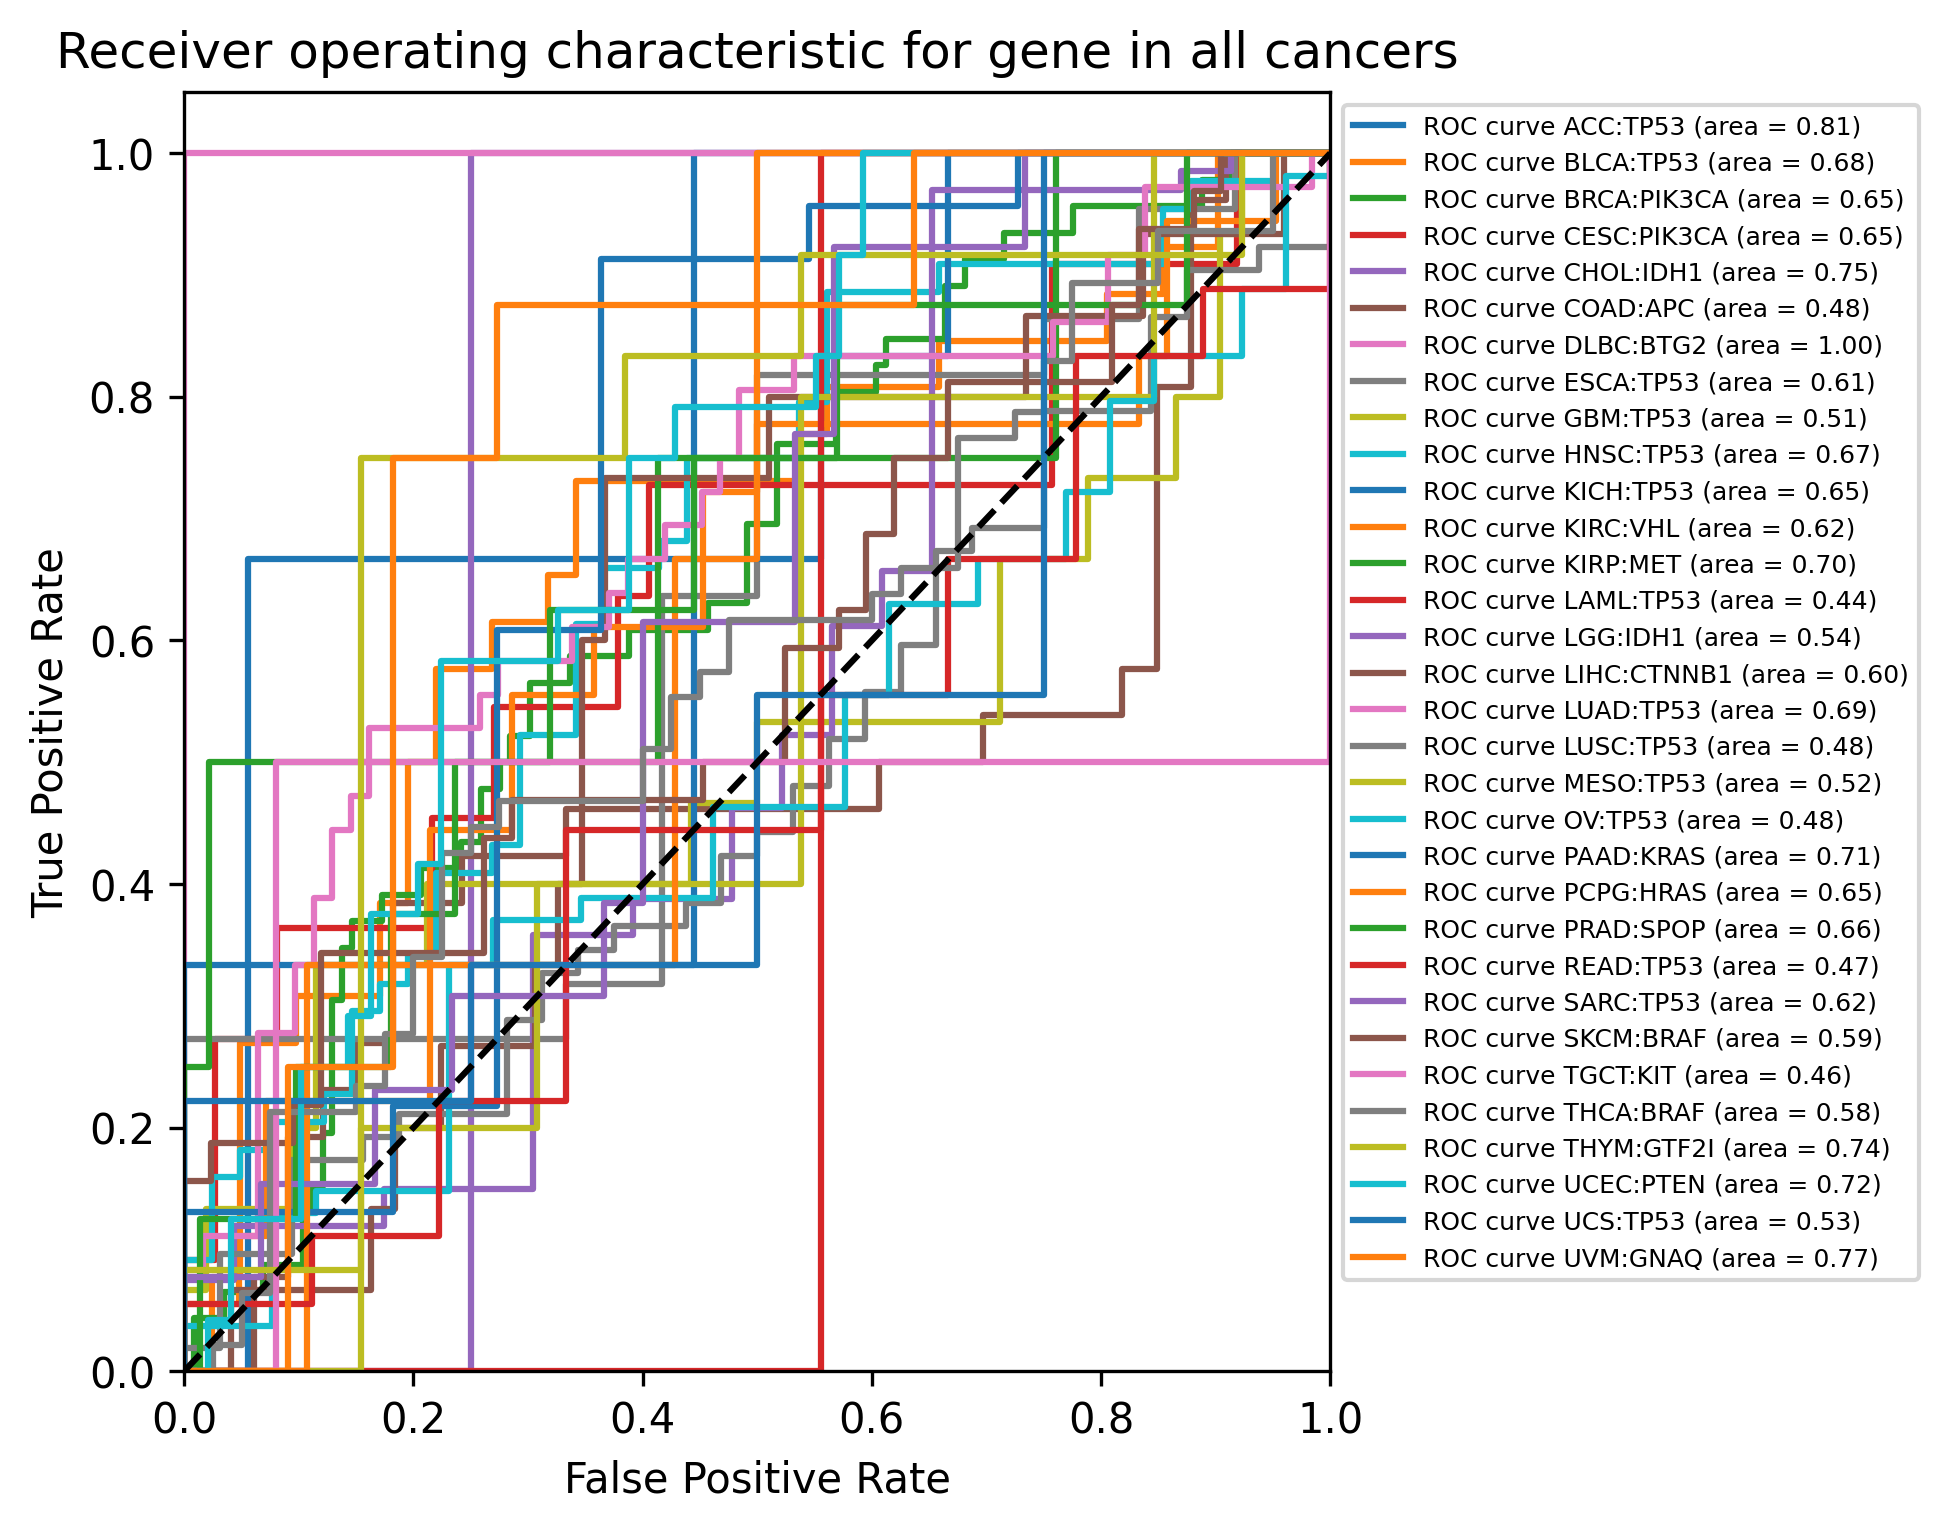 Receiver operating characteristic for gene in all cancers
True Positive Rate
1.0
0.8
0.6
0.4
0.2
0.0
0.0 0.2 0.4 0.6 0.8 1.0
False Positive Rate
ROC curve ACC:TP53 (area = 0.81)
ROC curve BLCA:TP53 (area = 0.68)
ROC curve BRCA:PIK3CA (area = 0.65)
ROC curve CESC:PIK3CA (area = 0.65)
ROC curve CHOL:IDH1 (area = 0.75)
ROC curve COAD:APC (area = 0.48)
ROC curve DLBC:BTG2 (area = 1.00)
ROC curve ESCA:TP53 (area = 0.61)
ROC curve GBM:TP53 (area = 0.51)
ROC curve HNSC:TP53 (area = 0.67)
ROC curve KICH:TP53 (area = 0.65)
ROC curve KIRC:VHL (area = 0.62)
ROC curve KIRP:MET (area = 0.70)
ROC curve LAML:TP53 (area = 0.44)
ROC curve LGG:IDH1 (area = 0.54)
ROC curve LIHC:CTNNB1 (area = 0.60)
ROC curve LUAD:TP53 (area = 0.69)
ROC curve LUSC:TP53 (area = 0.48)
ROC curve MESO:TP53 (area = 0.52)
ROC curve OV:TP53 (area = 0.48)
ROC curve PAAD:KRAS (area = 0.71)
ROC curve PCPG:HRAS (area = 0.65)
ROC curve PRAD:SPOP (area = 0.66)
ROC curve READ:TP53 (area = 0.47)
ROC curve SARC:TP53 (area = 0.62)
ROC curve SKCM:BRAF (area = 0.59)
ROC curve TGCT:KIT (area = 0.46)
ROC curve THCA:BRAF (area = 0.58)
ROC curve THYM:GTF2I (area = 0.74)
ROC curve UCEC:PTEN (area = 0.72)
ROC curve UCS:TP53 (area = 0.53)
ROC curve UVM:GNAQ (area = 0.77)